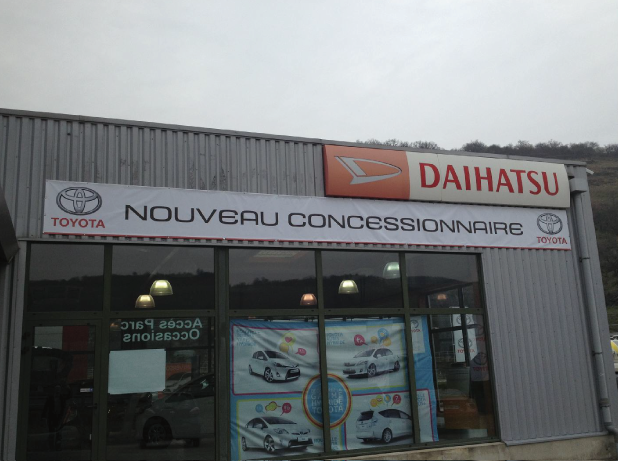 DAIHATSU
TOYOTA NOUVEAU CONCESSIONNAIRE TOYOTA
Accès Parc
Occasions